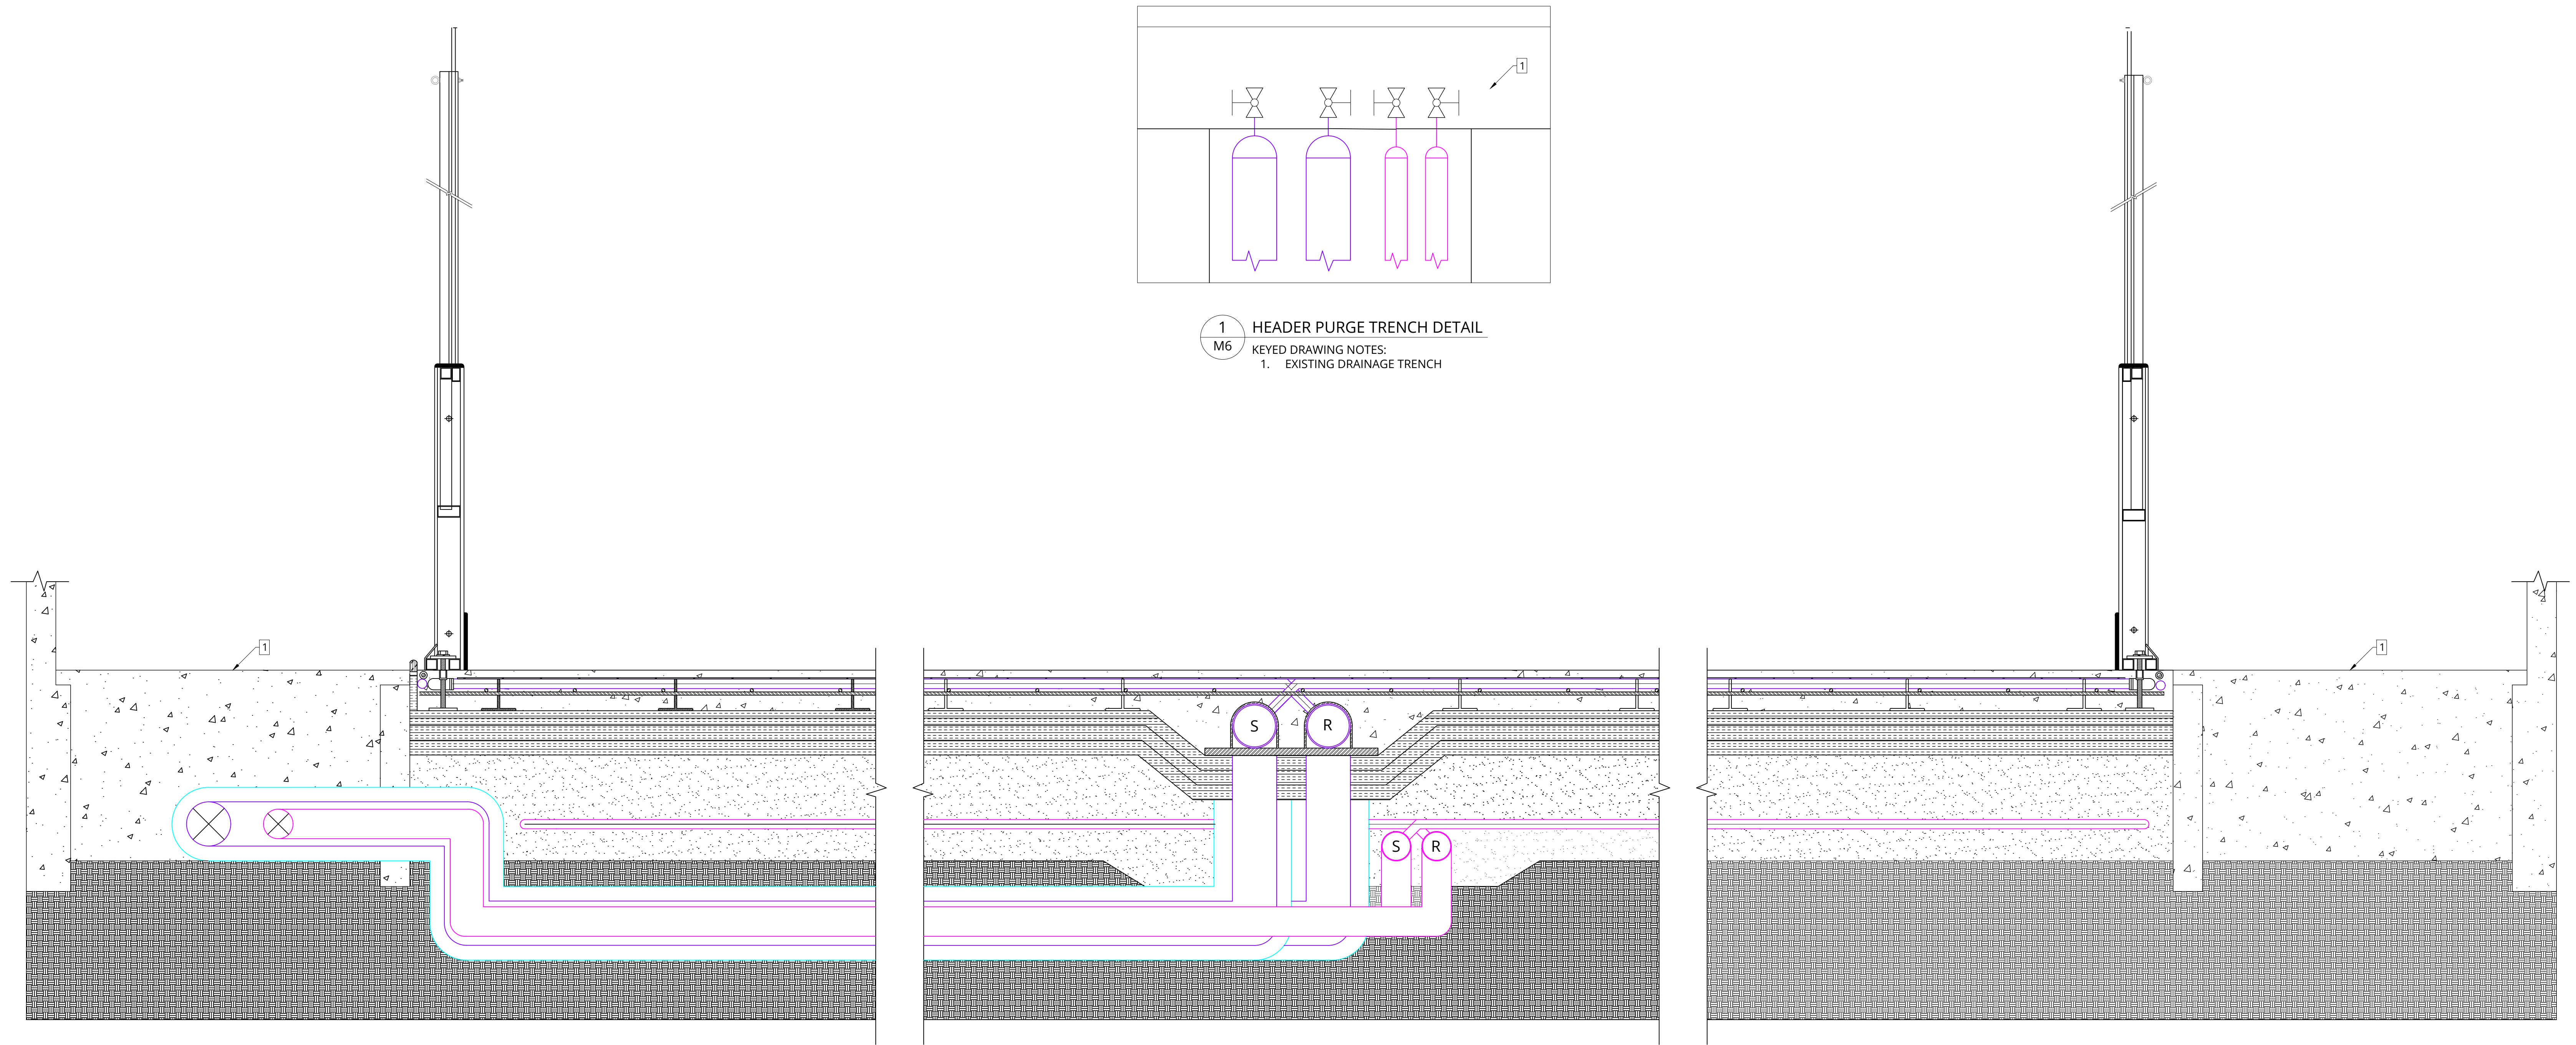 1
1
M6
HEADER PURGE TRENCH DETAIL
KEYED DRAWING NOTES:
1. EXISTING DRAINAGE TRENCH
1
1
S
R
S
R